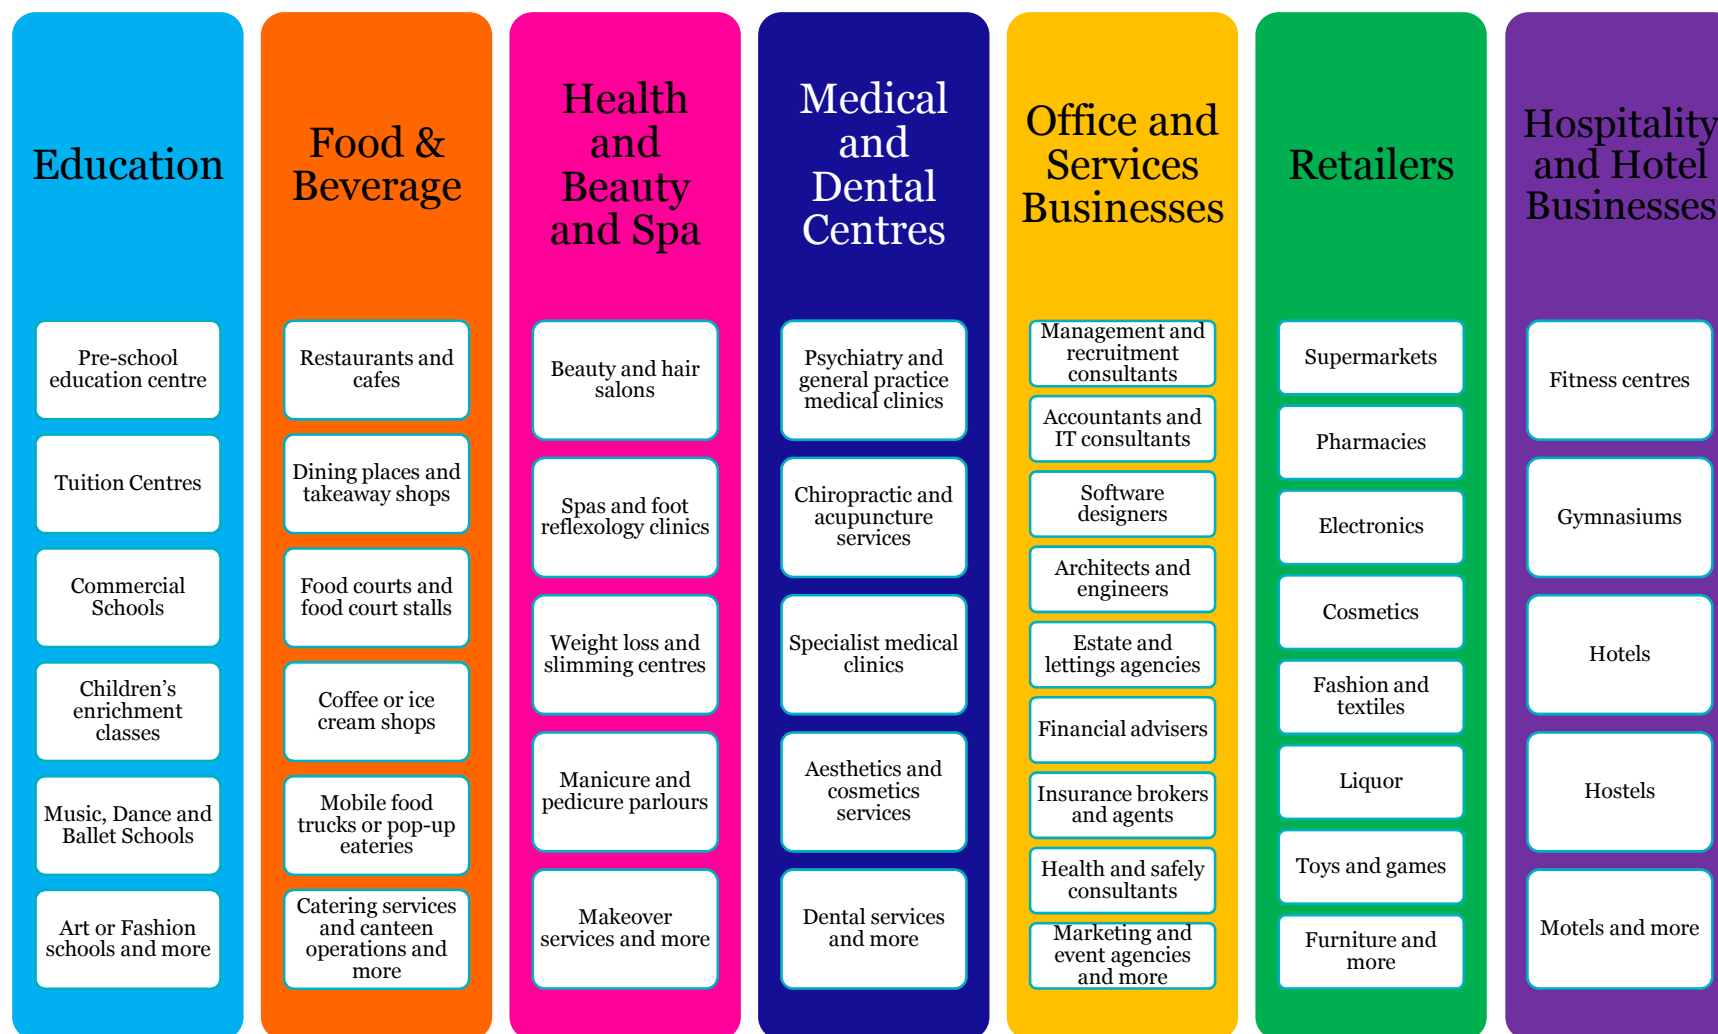 Education
Pre-school
education centre
Tuition Centres
Commercial
Schools
Children’s
enrichment
classes
Music, Dance and
Ballet Schools
Art or Fashion
schools and more
Food &
Beverage
Restaurants and
cafes
Dining places and
takeaway shops
Food courts and
food court stalls
Coffee or ice
cream shops
Mobile food
trucks or pop-up
eateries
Catering services
and canteen
operations and
more
Health
and
Beauty
and Spa
Beauty and hair
salons
Spas and foot
reflexology clinics
Weight loss and
slimming centres
Manicure and
pedicure parlours
Makeover
services and more
Medical
and
Dental
Centres
Psychiatry and
general practice
medical clinics
Chiropractic and
acupuncture
services
Specialist medical
clinics
Aesthetics and
cosmetics
services
Dental services
and more
Office and
Services
Businesses
Management and
recruitment
consultants
Accountants and
IT consultants
Software
designers
Architects and
engineers
Estate and
lettings agencies
Financial advisers
Insurance brokers
and agents
Health and safely
consultants
Marketing and
event agencies
and more
Retailers
Supermarkets
Pharmacies
Electronics
Cosmetics
Fashion and
textiles
Liquor
Toys and games
Furniture and
more
Hospitality
and Hotel
Businesses
Fitness centres
Gymnasiums
Hotels
Hostels
Motels and more